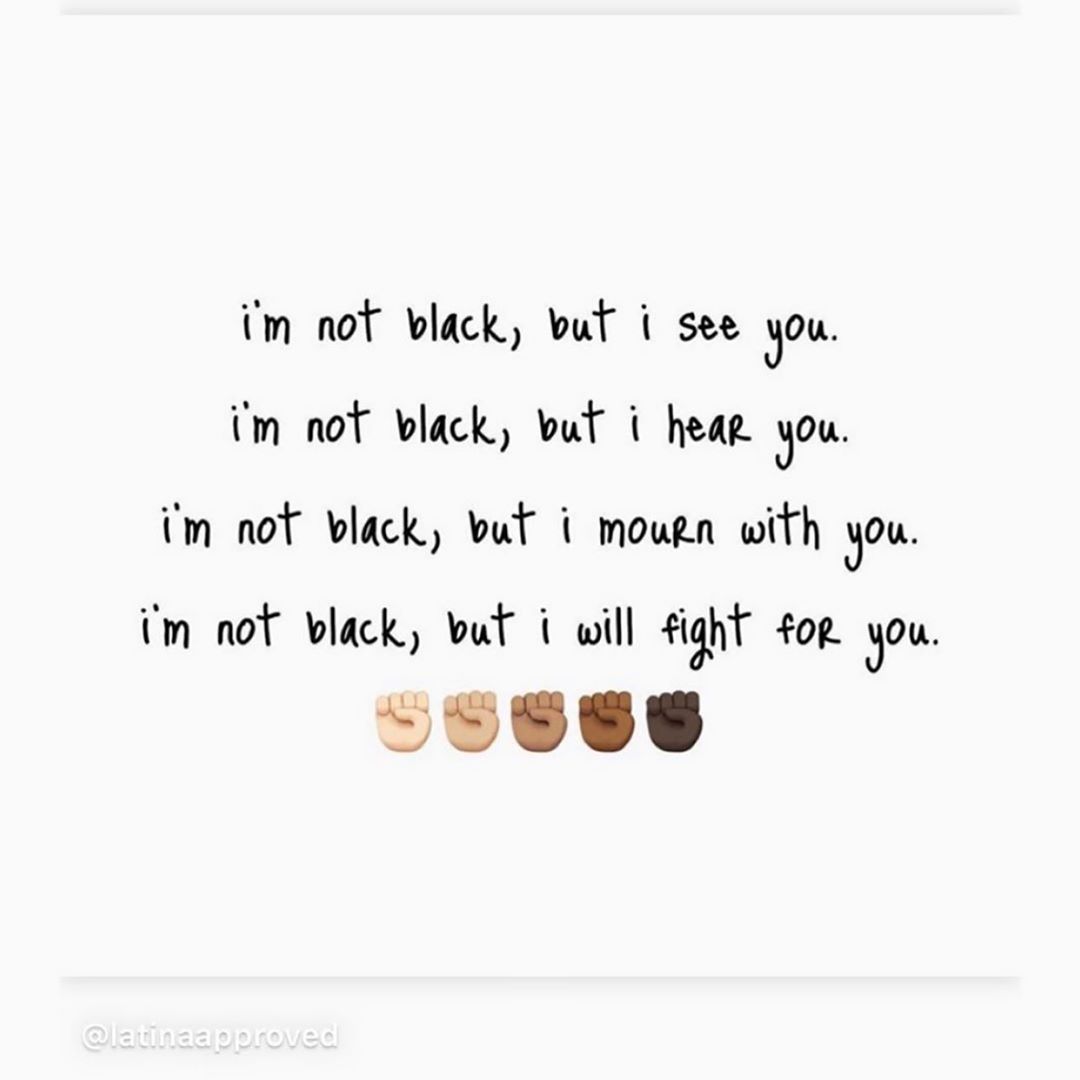 i'm not black, but i see you.
i'm not black, but i hear you.
i'm not black, but i mourn with you.
i'm not black, but i will fight for you.
✊🏻✊🏼✊🏽✊🏾✊🏿
@latinaapproved